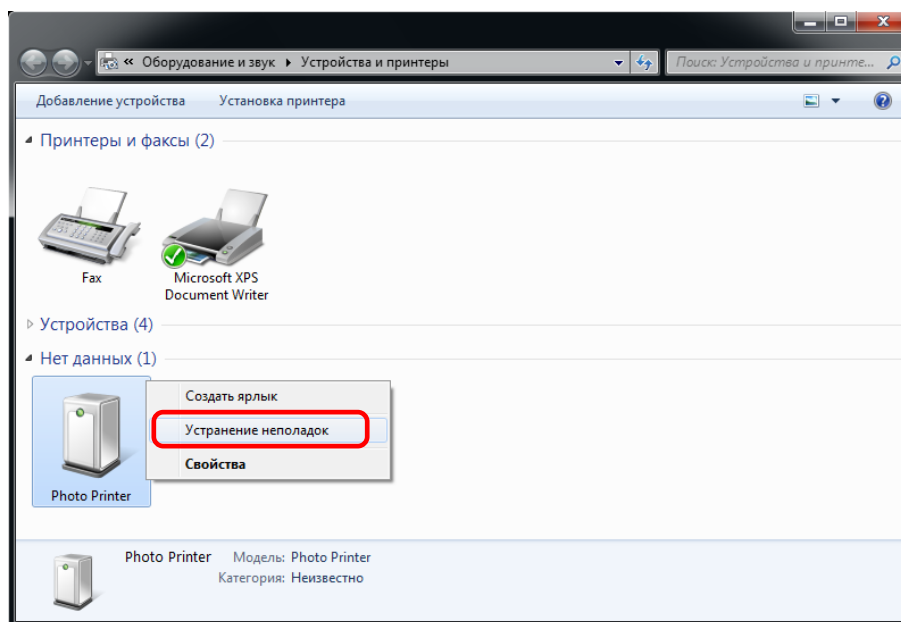 « Оборудование и звук Устройства и принтеры Поиск: Устройства и принте...
Добавление устройства Установка принтера
Принтеры и факсы (2)
Fax
Microsoft XPS
Document Writer
Устройства (4)
Нет данных (1)
Создать ярлык
Устранение неполадок
Свойства
Photo Printer
Photo Printer Модель: Photo Printer
Категория: Неизвестно